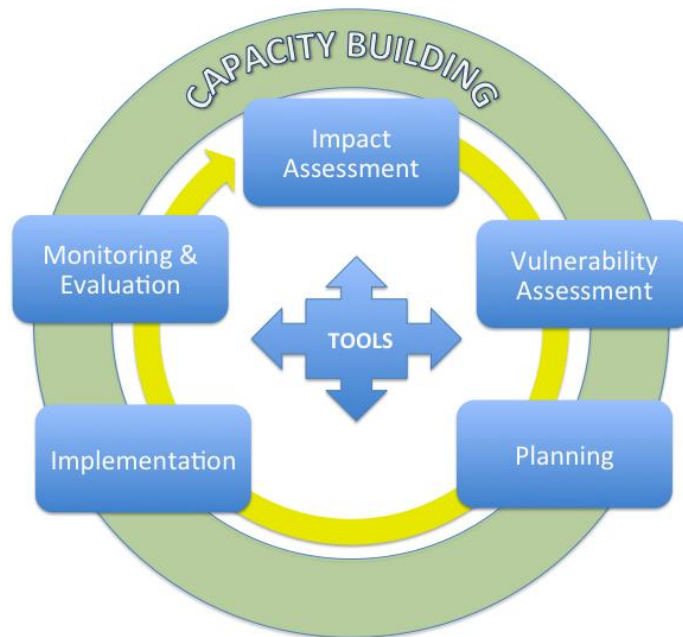 CAPACITY BUILDING
Impact
Assessment
Monitoring &
Evaluation
Vulnerability
Assessment
TOOLS
Implementation
Planning